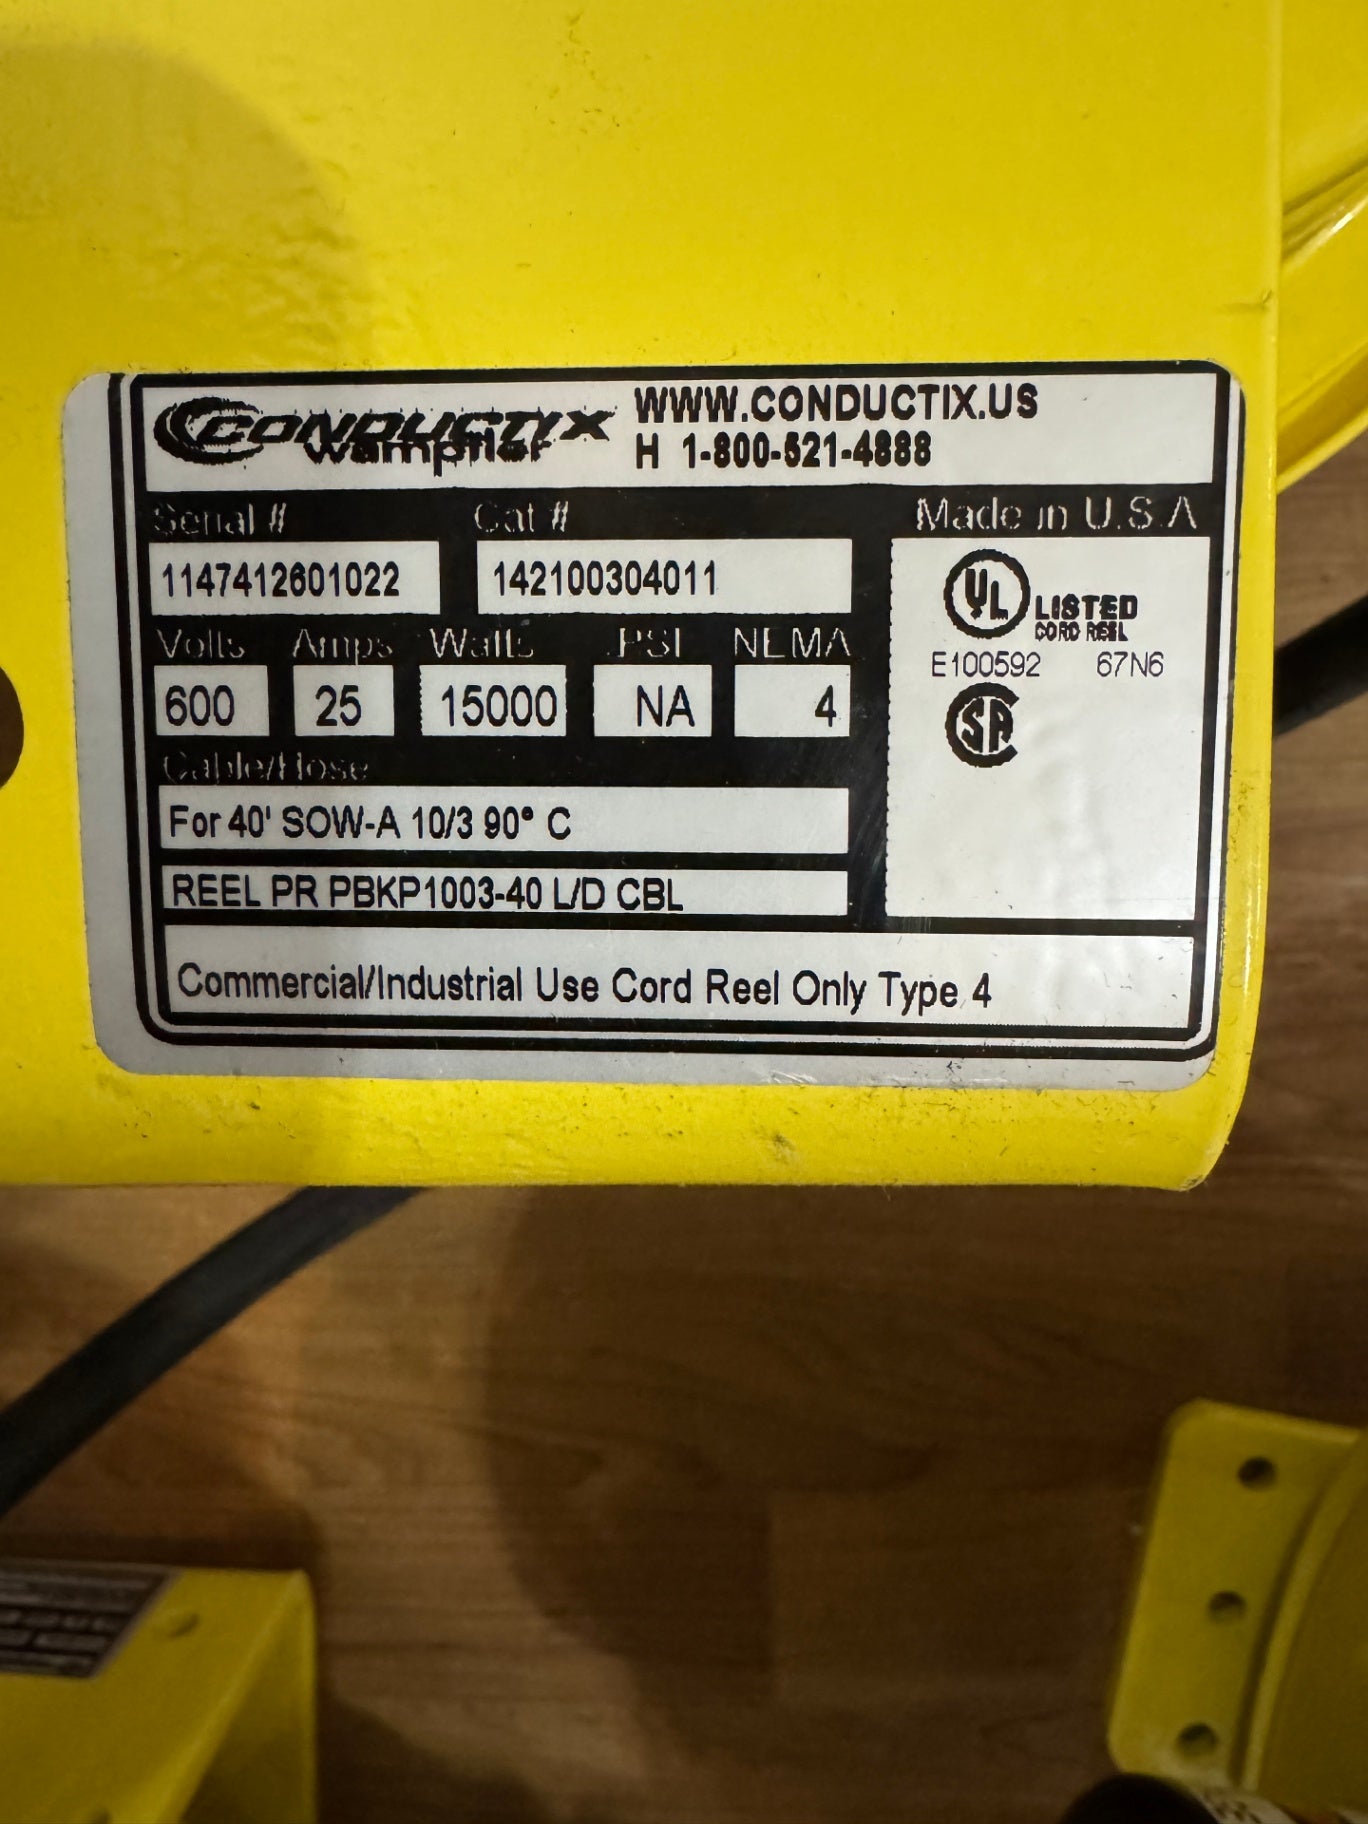 CONDUCTIX
Wampfler
WWW.CONDUCTIX.US
H 1-800-521-4888
Serial # Cat # Made in U.S.A
1147412601022 142100304011
UL LISTED
CORD REEL
E100592 67N6
Volts Amps Watts PSI NEMA
600 25 15000 NA 4
SA
Cable/Hose
For 40' SOW-A 10/3 90° C
REEL PR PBKP1003-40 L/D CBL
Commercial/Industrial Use Cord Reel Only Type 4